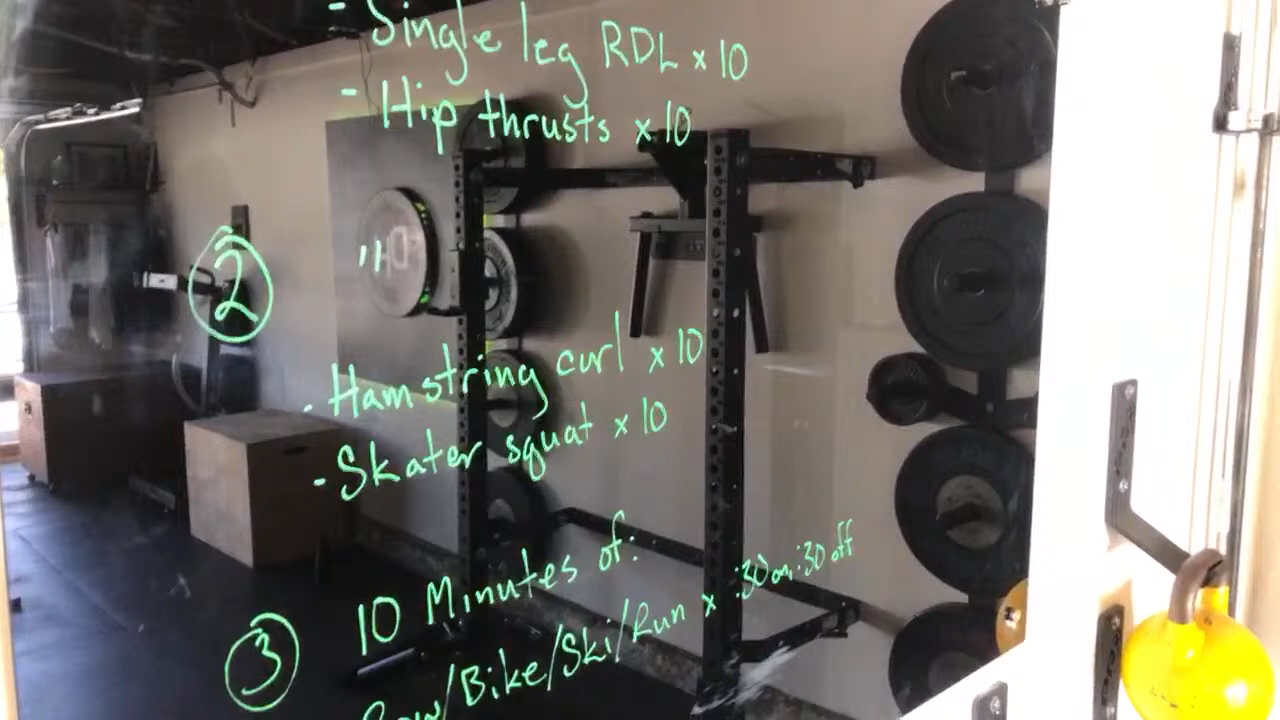 - Single leg RDL x 10
- Hip thrusts x 10
2
- Hamstring curl x 10
- Skater squat x 10
3 10 Minutes of:
Row/Bike/Ski/Run x :30 on, :30 off